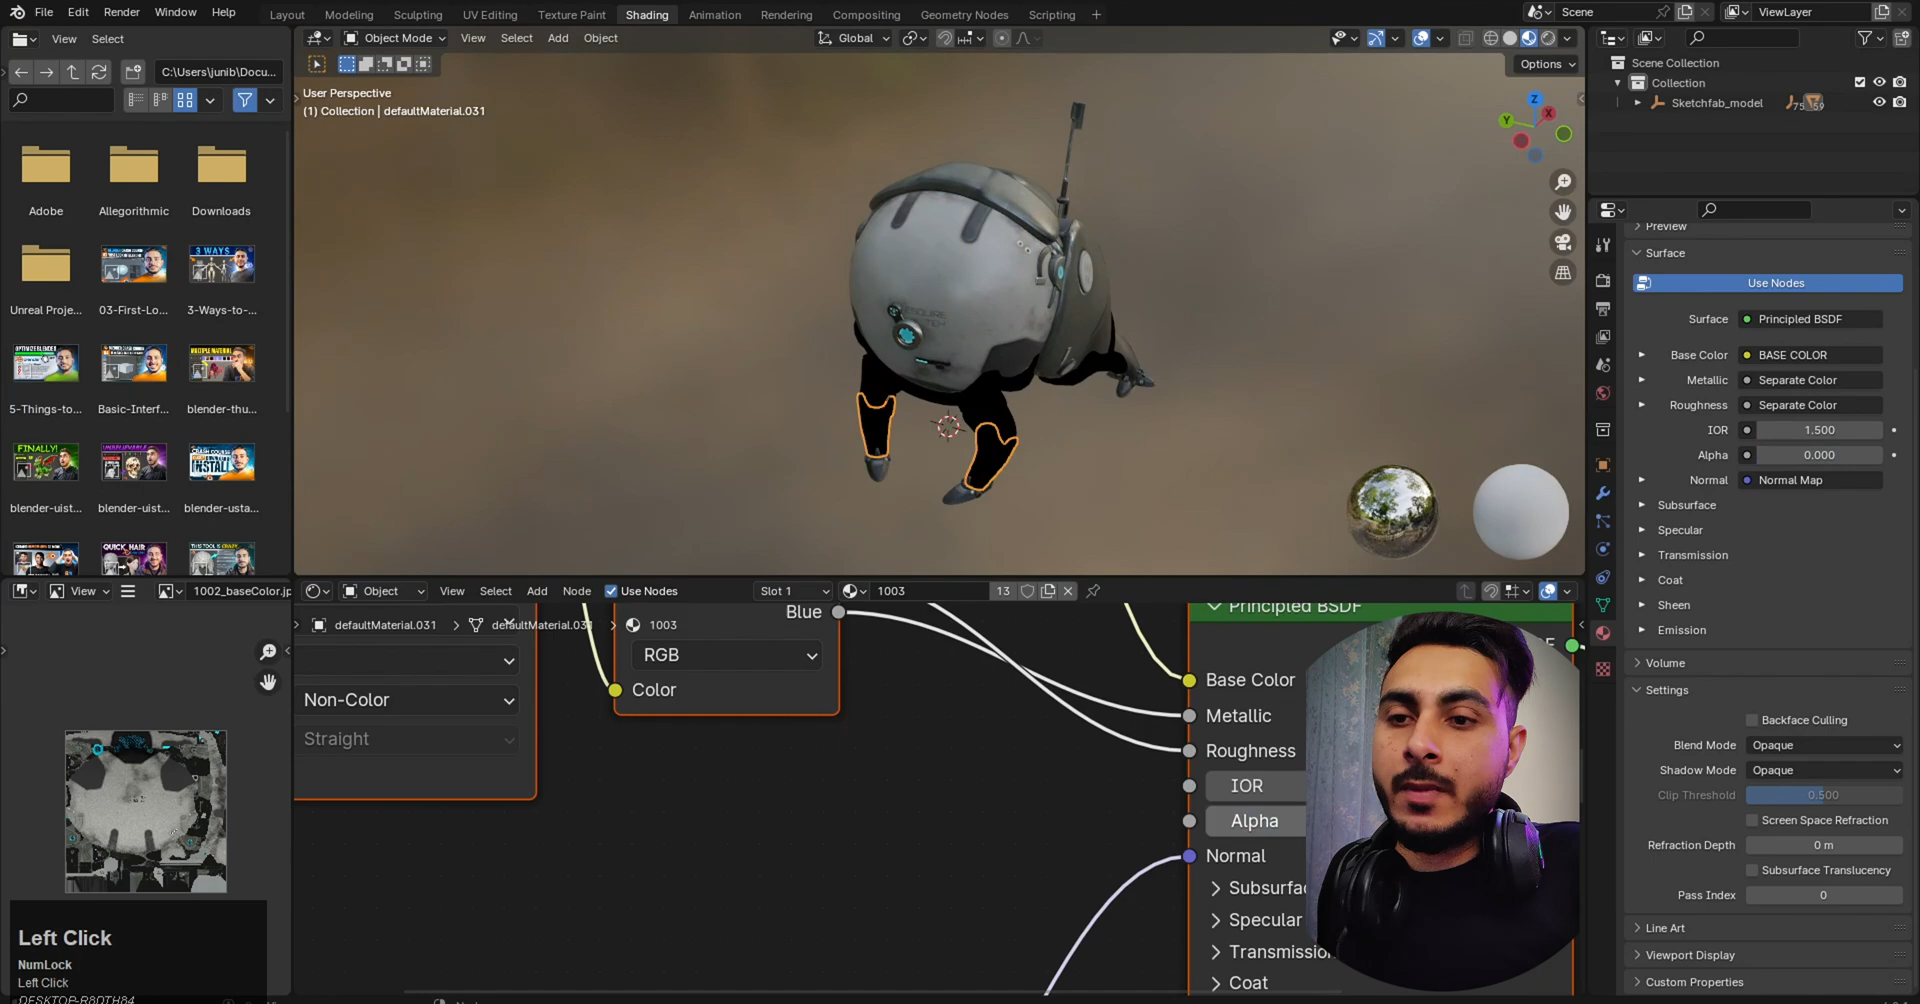 File Edit Render Window Help Layout Modeling Sculpting UV Editing Texture Paint Shading Animation Rendering Compositing Geometry Nodes Scripting +
Scene ViewLayer
View Select
Object Mode View Select Add Object Global
C:\Users\junib\Docu...
Options
User Perspective
(1) Collection | defaultMaterial.031
Z
X
Y
Adobe Allegorithmic Downloads
Unreal Proje... 03-First-Lo... 3-Ways-to-...
5-Things-to... Basic-Interf... blender-thu...
blender-uist... blender-uist... blender-usta...
Scene Collection
Collection
Sketchfab_model 75 59
Preview
Surface
Use Nodes
Surface Principled BSDF
Base Color BASE COLOR
Metallic Separate Color
Roughness Separate Color
IOR 1.500
Alpha 0.000
Normal Normal Map
Subsurface
Specular
Transmission
Coat
Sheen
Emission
Volume
Settings
Backface Culling
Blend Mode Opaque
Shadow Mode Opaque
Clip Threshold 0.500
Screen Space Refraction
Refraction Depth 0 m
Subsurface Translucency
Pass Index 0
Line Art
Viewport Display
Custom Properties
View 1002_baseColor.jp
Object View Select Add Node Use Nodes Slot 1 1003 13
defaultMaterial.031 defaultMaterial.031 1003
Blue
RGB
Color
Non-Color
Straight
Principled BSDF
Base Color
Metallic
Roughness
IOR
Alpha
Normal
Subsurfac
Specular
Transmission
Coat
Left Click
NumLock
Left Click
DESKTOP-R8DTH84